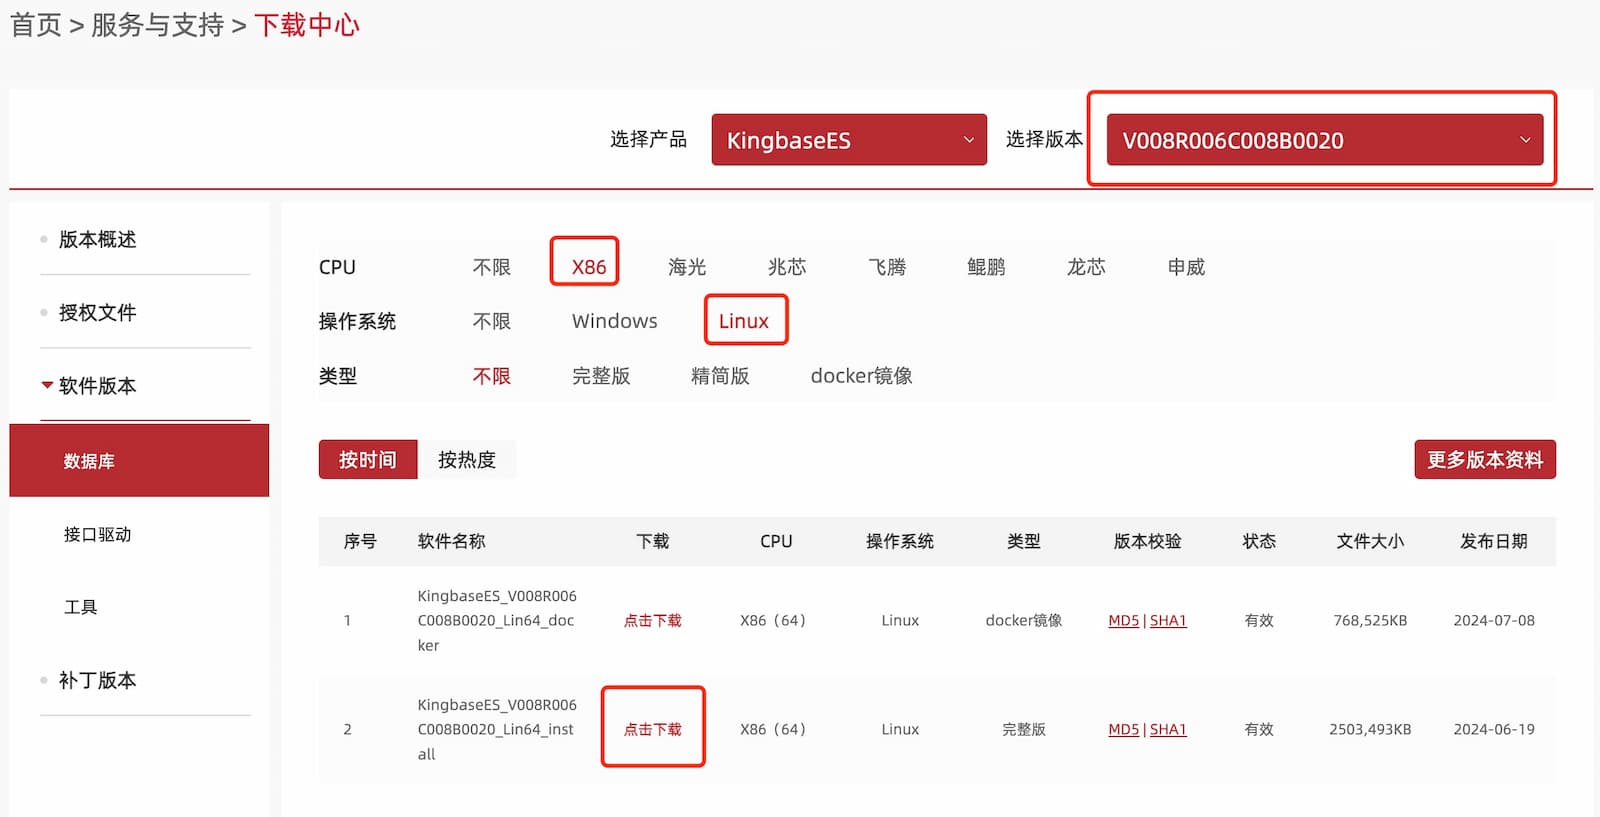 首页 > 服务与支持 > 下载中心
选择产品 KingbaseES 选择版本 V008R006C008B0020
版本概述
授权文件
软件版本
数据库
接口驱动
工具
补丁版本
CPU 不限 X86 海光 兆芯 飞腾 鲲鹏 龙芯 申威
操作系统 不限 Windows Linux
类型 不限 完整版 精简版 docker镜像
按时间 按热度 更多版本资料
序号 软件名称 下载 CPU 操作系统 类型 版本校验 状态 文件大小 发布日期
KingbaseES_V008R006
1 C008B0020_Lin64_doc 点击下载 X86（64） Linux docker镜像 MD5 | SHA1 有效 768,525KB 2024-07-08
ker
KingbaseES_V008R006
2 C008B0020_Lin64_inst 点击下载 X86（64） Linux 完整版 MD5 | SHA1 有效 2503,493KB 2024-06-19
all